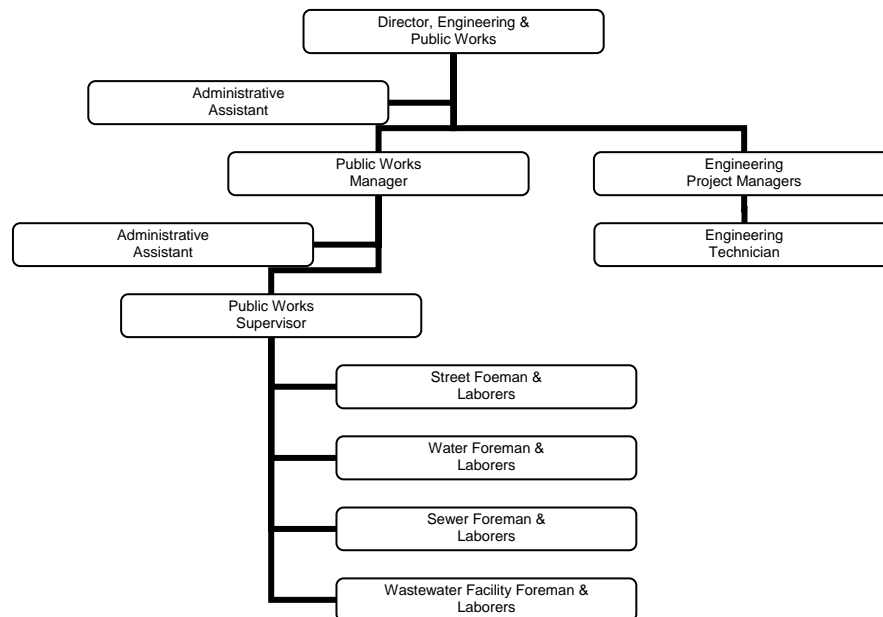 Director, Engineering &
Public Works
Administrative
Assistant
Public Works
Manager
Engineering
Project Managers
Administrative
Assistant
Engineering
Technician
Public Works
Supervisor
Street Foeman &
Laborers
Water Foreman &
Laborers
Sewer Foreman &
Laborers
Wastewater Facility Foreman &
Laborers